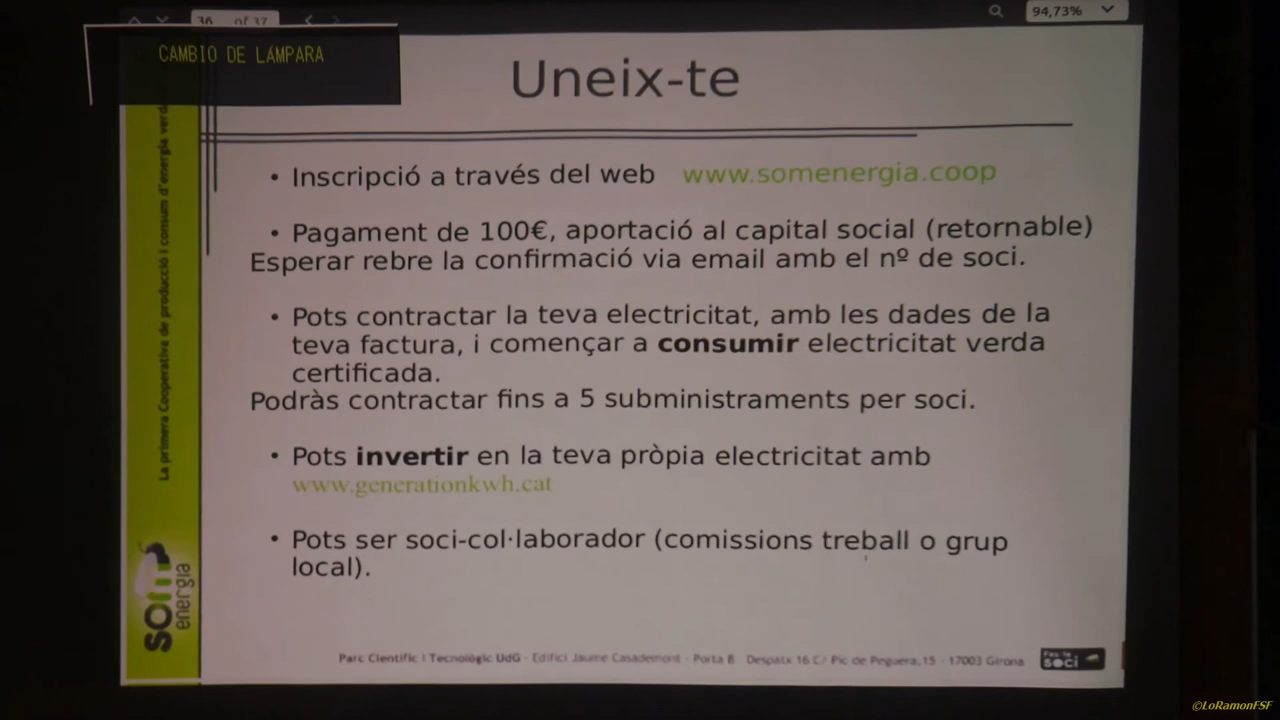 36 of 37
94,73%
CAMBIO DE LAMPARA
Uneix-te
• Inscripció a través del web www.somenergia.coop
• Pagament de 100€, aportació al capital social (retornable)
Esperar rebre la confirmació via email amb el nº de soci.
• Pots contractar la teva electricitat, amb les dades de la
teva factura, i començar a consumir electricitat verda
certificada.
Podràs contractar fins a 5 subministraments per soci.
• Pots invertir en la teva pròpia electricitat amb
www.generationkwh.cat
• Pots ser soci-col·laborador (comissions treball o grup
local).
La primera Cooperativa de producció i consum d'energia verda
som
energia
Parc Científic i Tecnològic UdG · Edifici Jaume Casademont · Porta B Despatx 16 C/ Pic de Peguera,15 · 17003 Girona
Fes-te
soci
©LoRamonFSF